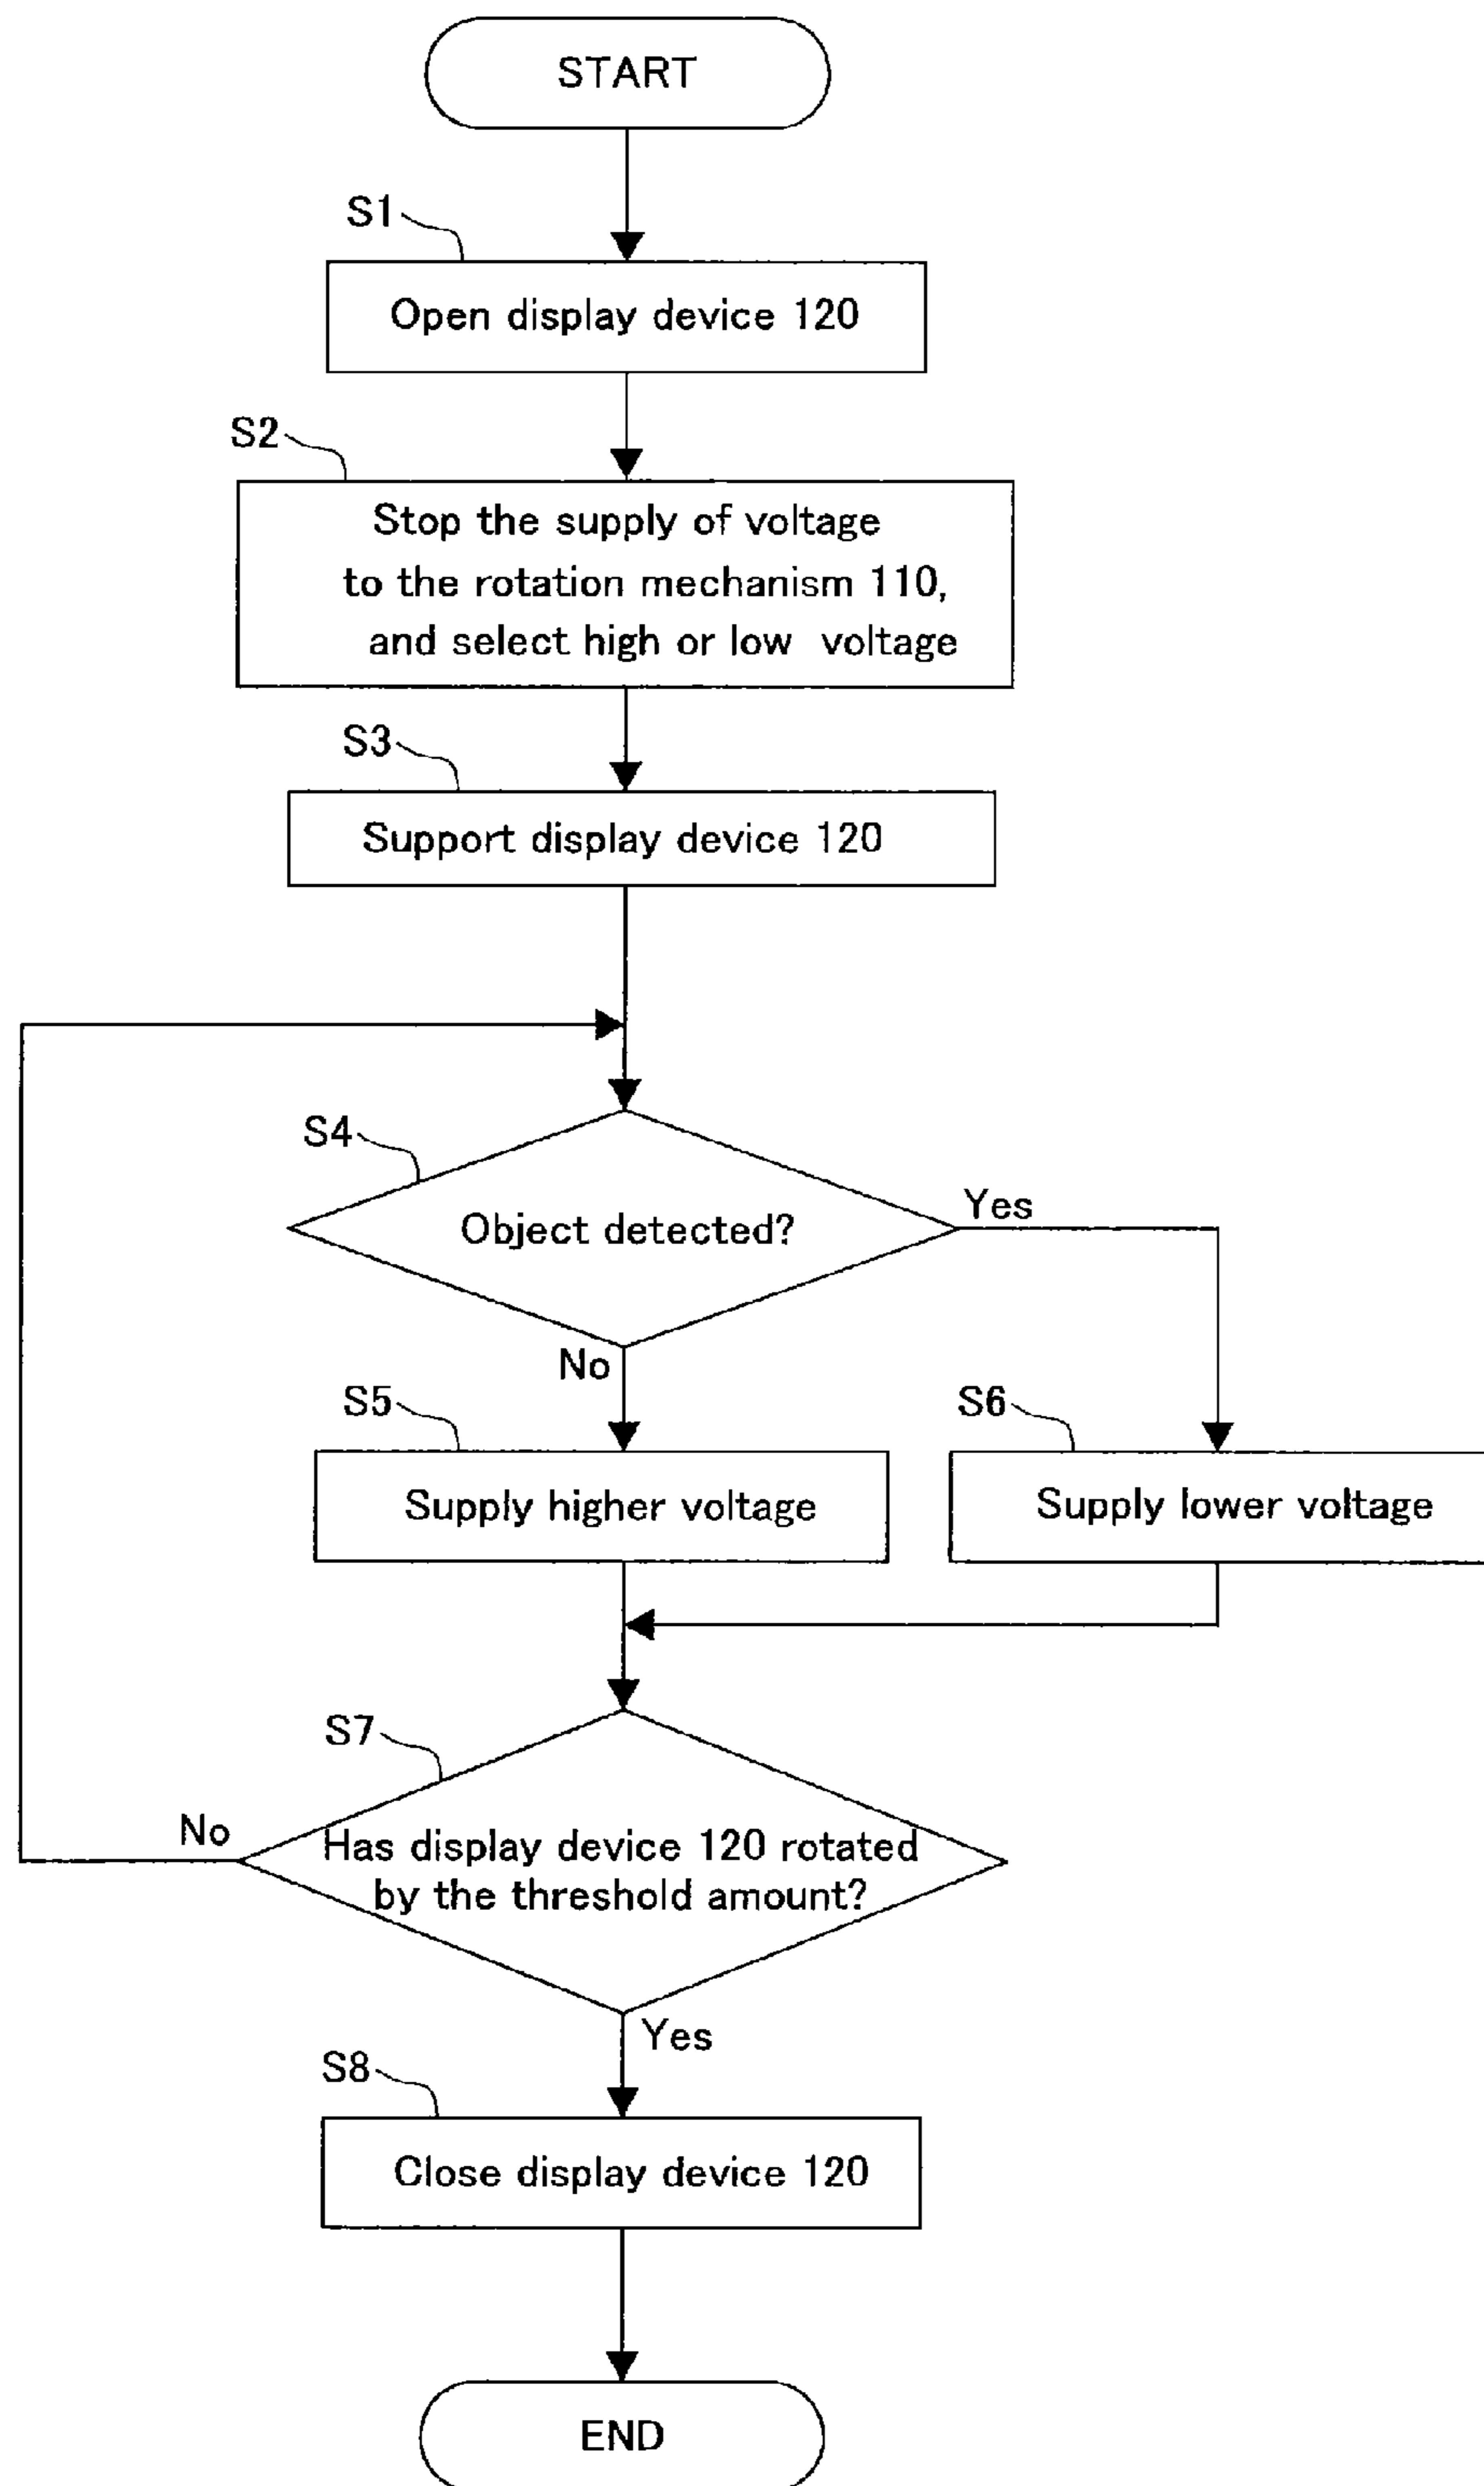 START
S1
Open display device 120
S2
Stop the supply of voltage
to the rotation mechanism 110,
and select high or low voltage
S3
Support display device 120
S4
Object detected?
Yes
No
S5
Supply higher voltage
S6
Supply lower voltage
S7
Has display device 120 rotated
by the threshold amount?
No
Yes
S8
Close display device 120
END